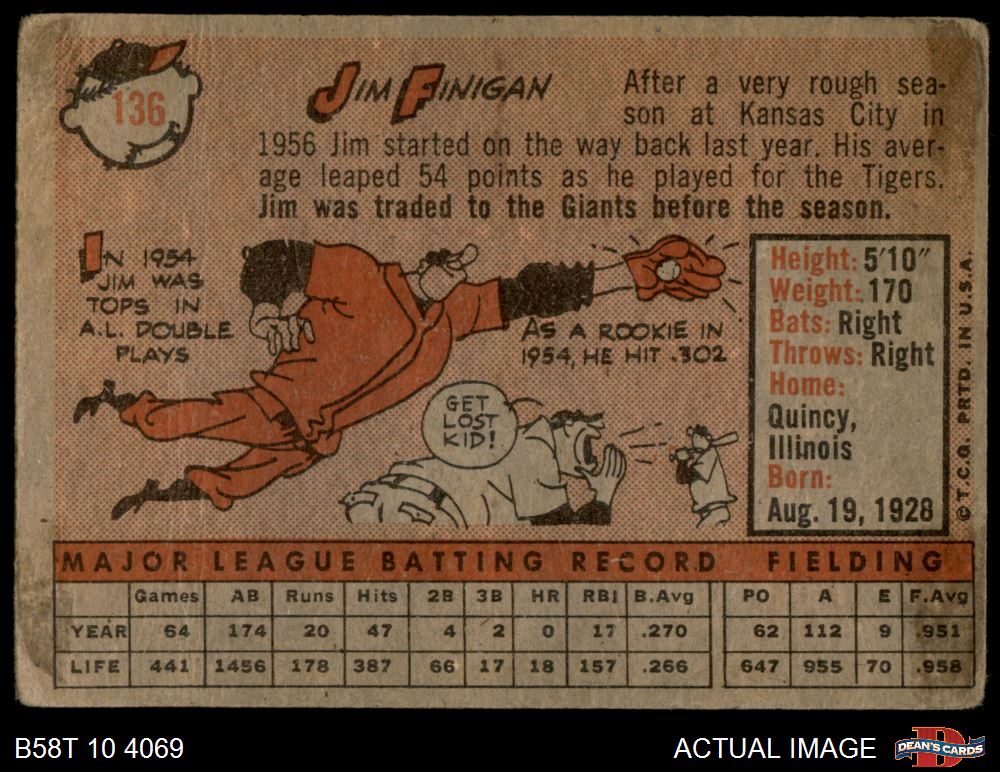 136
JIM FINIGAN
After a very rough sea-
son at Kansas City in
1956 Jim started on the way back last year. His aver-
age leaped 54 points as he played for the Tigers.
Jim was traded to the Giants before the season.
IN 1954
JIM WAS
TOPS IN
A.L. DOUBLE
PLAYS
AS A ROOKIE IN
1954, HE HIT .302
GET
LOST
KID!
Height: 5'10"
Weight: 170
Bats: Right
Throws: Right
Home:
Quincy,
Illinois
Born:
Aug. 19, 1928
© T.C.G. PRTD. IN U.S.A.
MAJOR LEAGUE BATTING RECORD FIELDING
Games AB Runs Hits 2B 3B HR RBI B.Avg PO A E F.Avg
YEAR 64 174 20 47 4 2 0 17 .270 62 112 9 .951
LIFE 441 1456 178 387 66 17 18 157 .266 647 955 70 .958
B58T 10 4069
ACTUAL IMAGE
D
DEAN'S CARDS